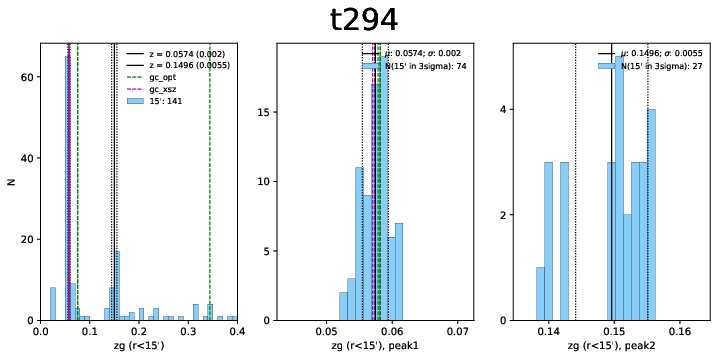 t294
z = 0.0574 (0.002)
z = 0.1496 (0.0055)
gc_opt
gc_xsz
15': 141
N
60
40
20
0
0.0 0.1 0.2 0.3 0.4
zg (r<15')
μ: 0.0574; σ: 0.002
N(15' in 3sigma): 74
15
10
5
0
0.05 0.06 0.07
zg (r<15'), peak1
μ: 0.1496; σ: 0.0055
N(15' in 3sigma): 27
4
2
0
0.14 0.15 0.16
zg (r<15'), peak2